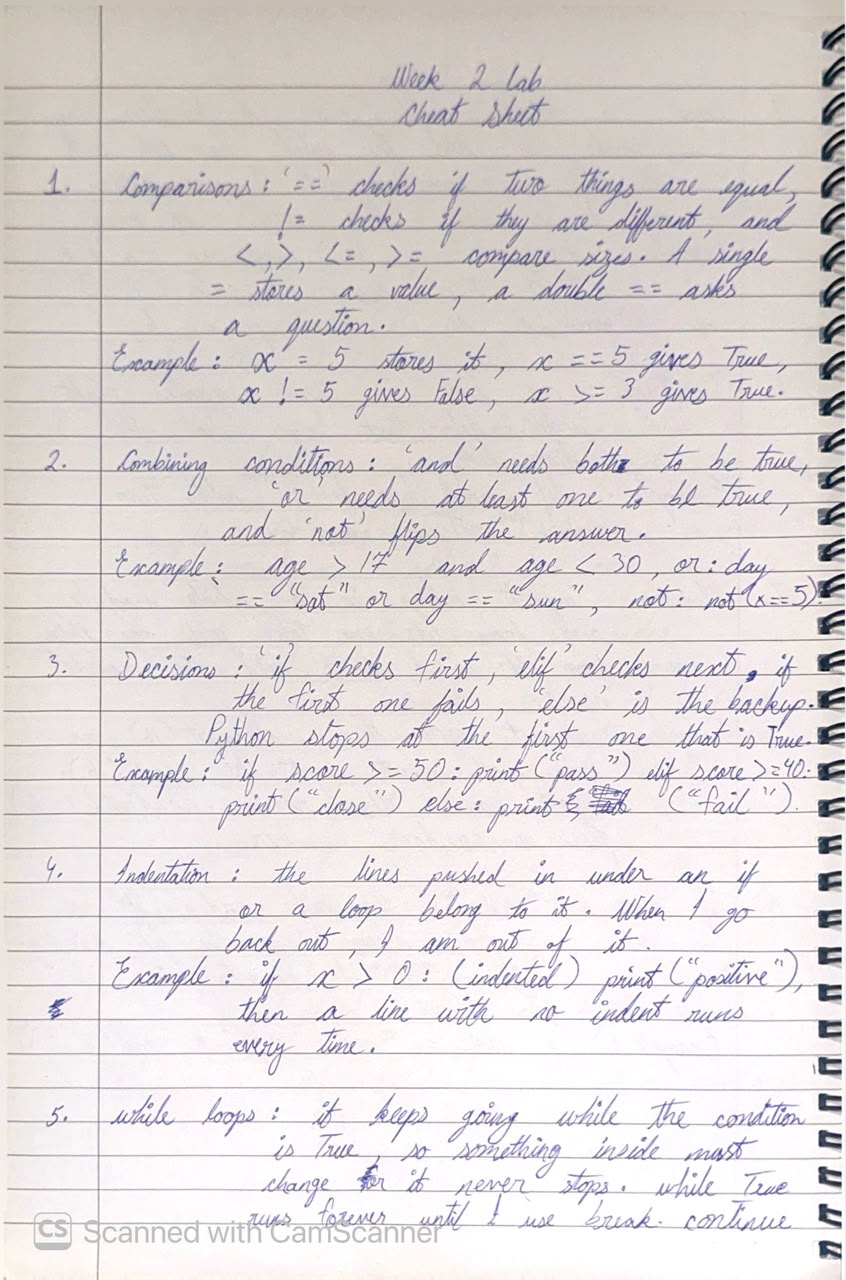 Week 2 Lab
Cheat Sheet
1. Comparisons : '==' checks if two things are equal,
!= checks if they are different, and
<, >, <=, >= compare sizes. A single
= stores a value, a double == asks
a question.
Example : x = 5 stores it, x == 5 gives True,
x != 5 gives False, x >= 3 gives True.
2. Combining conditions : 'and' needs both to be true,
'or' needs at least one to be true,
and 'not' flips the answer.
Example : age > 17 and age < 30, or : day
== "sat" or day == "sun", not : not (x==5).
3. Decisions : 'if' checks first, 'elif' checks next, if
the first one fails, 'else' is the backup.
Python stops at the first one that is True.
Example : if score >= 50 : print ("pass") elif score >= 40 :
print ("close") else : print ("fail").
4. Indentation : the lines pushed in under an if
or a loop belong to it. When I go
back out, I am out of it.
Example : if x > 0 : (indented) print ("positive"),
then a line with no indent runs
every time.
5. while loops : it keeps going while the condition
is True, so something inside must
change or it never stops. while True
runs forever until I use break. continue
CS Scanned with CamScanner